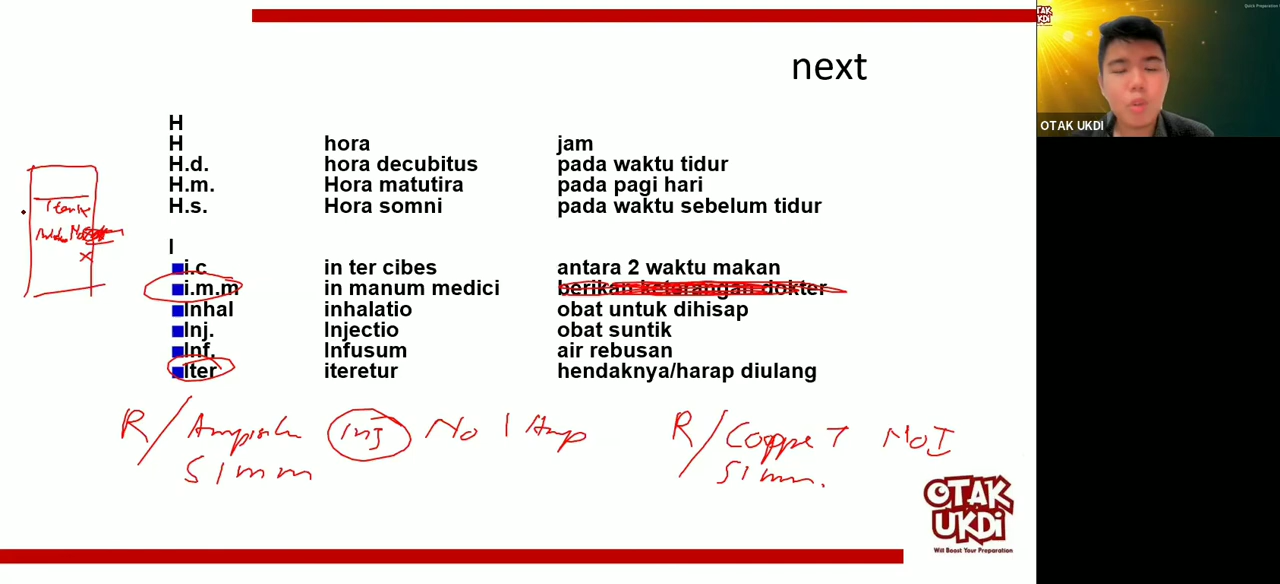 next
H
H hora jam
H.d. hora decubitus pada waktu tidur
H.m. Hora matutira pada pagi hari
H.s. Hora somni pada waktu sebelum tidur
I
i.c in ter cibes antara 2 waktu makan
i.m.m in manum medici berikan keterangan dokter
Inhal inhalatio obat untuk dihisap
Inj. Injectio obat suntik
Inf. Infusum air rebusan
Iter iteretur hendaknya/harap diulang
R/ Inj No 1 Amp
S i m m
R/ Copper T No I
S i mm.
OTAK UKDI
OTAK
UKDI
Will Boost Your Preparation